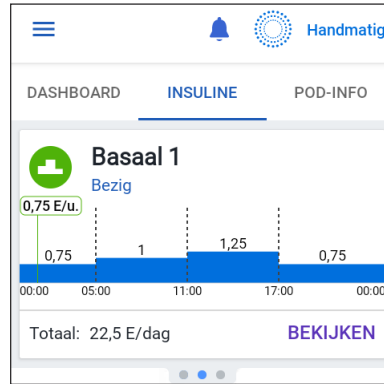 Handmatig
DASHBOARD INSULINE POD-INFO
Basaal 1
Bezig
0,75 E/u.
0,75 1 1,25 0,75
00:00 05:00 11:00 17:00 00:00
Totaal: 22,5 E/dag BEKIJKEN